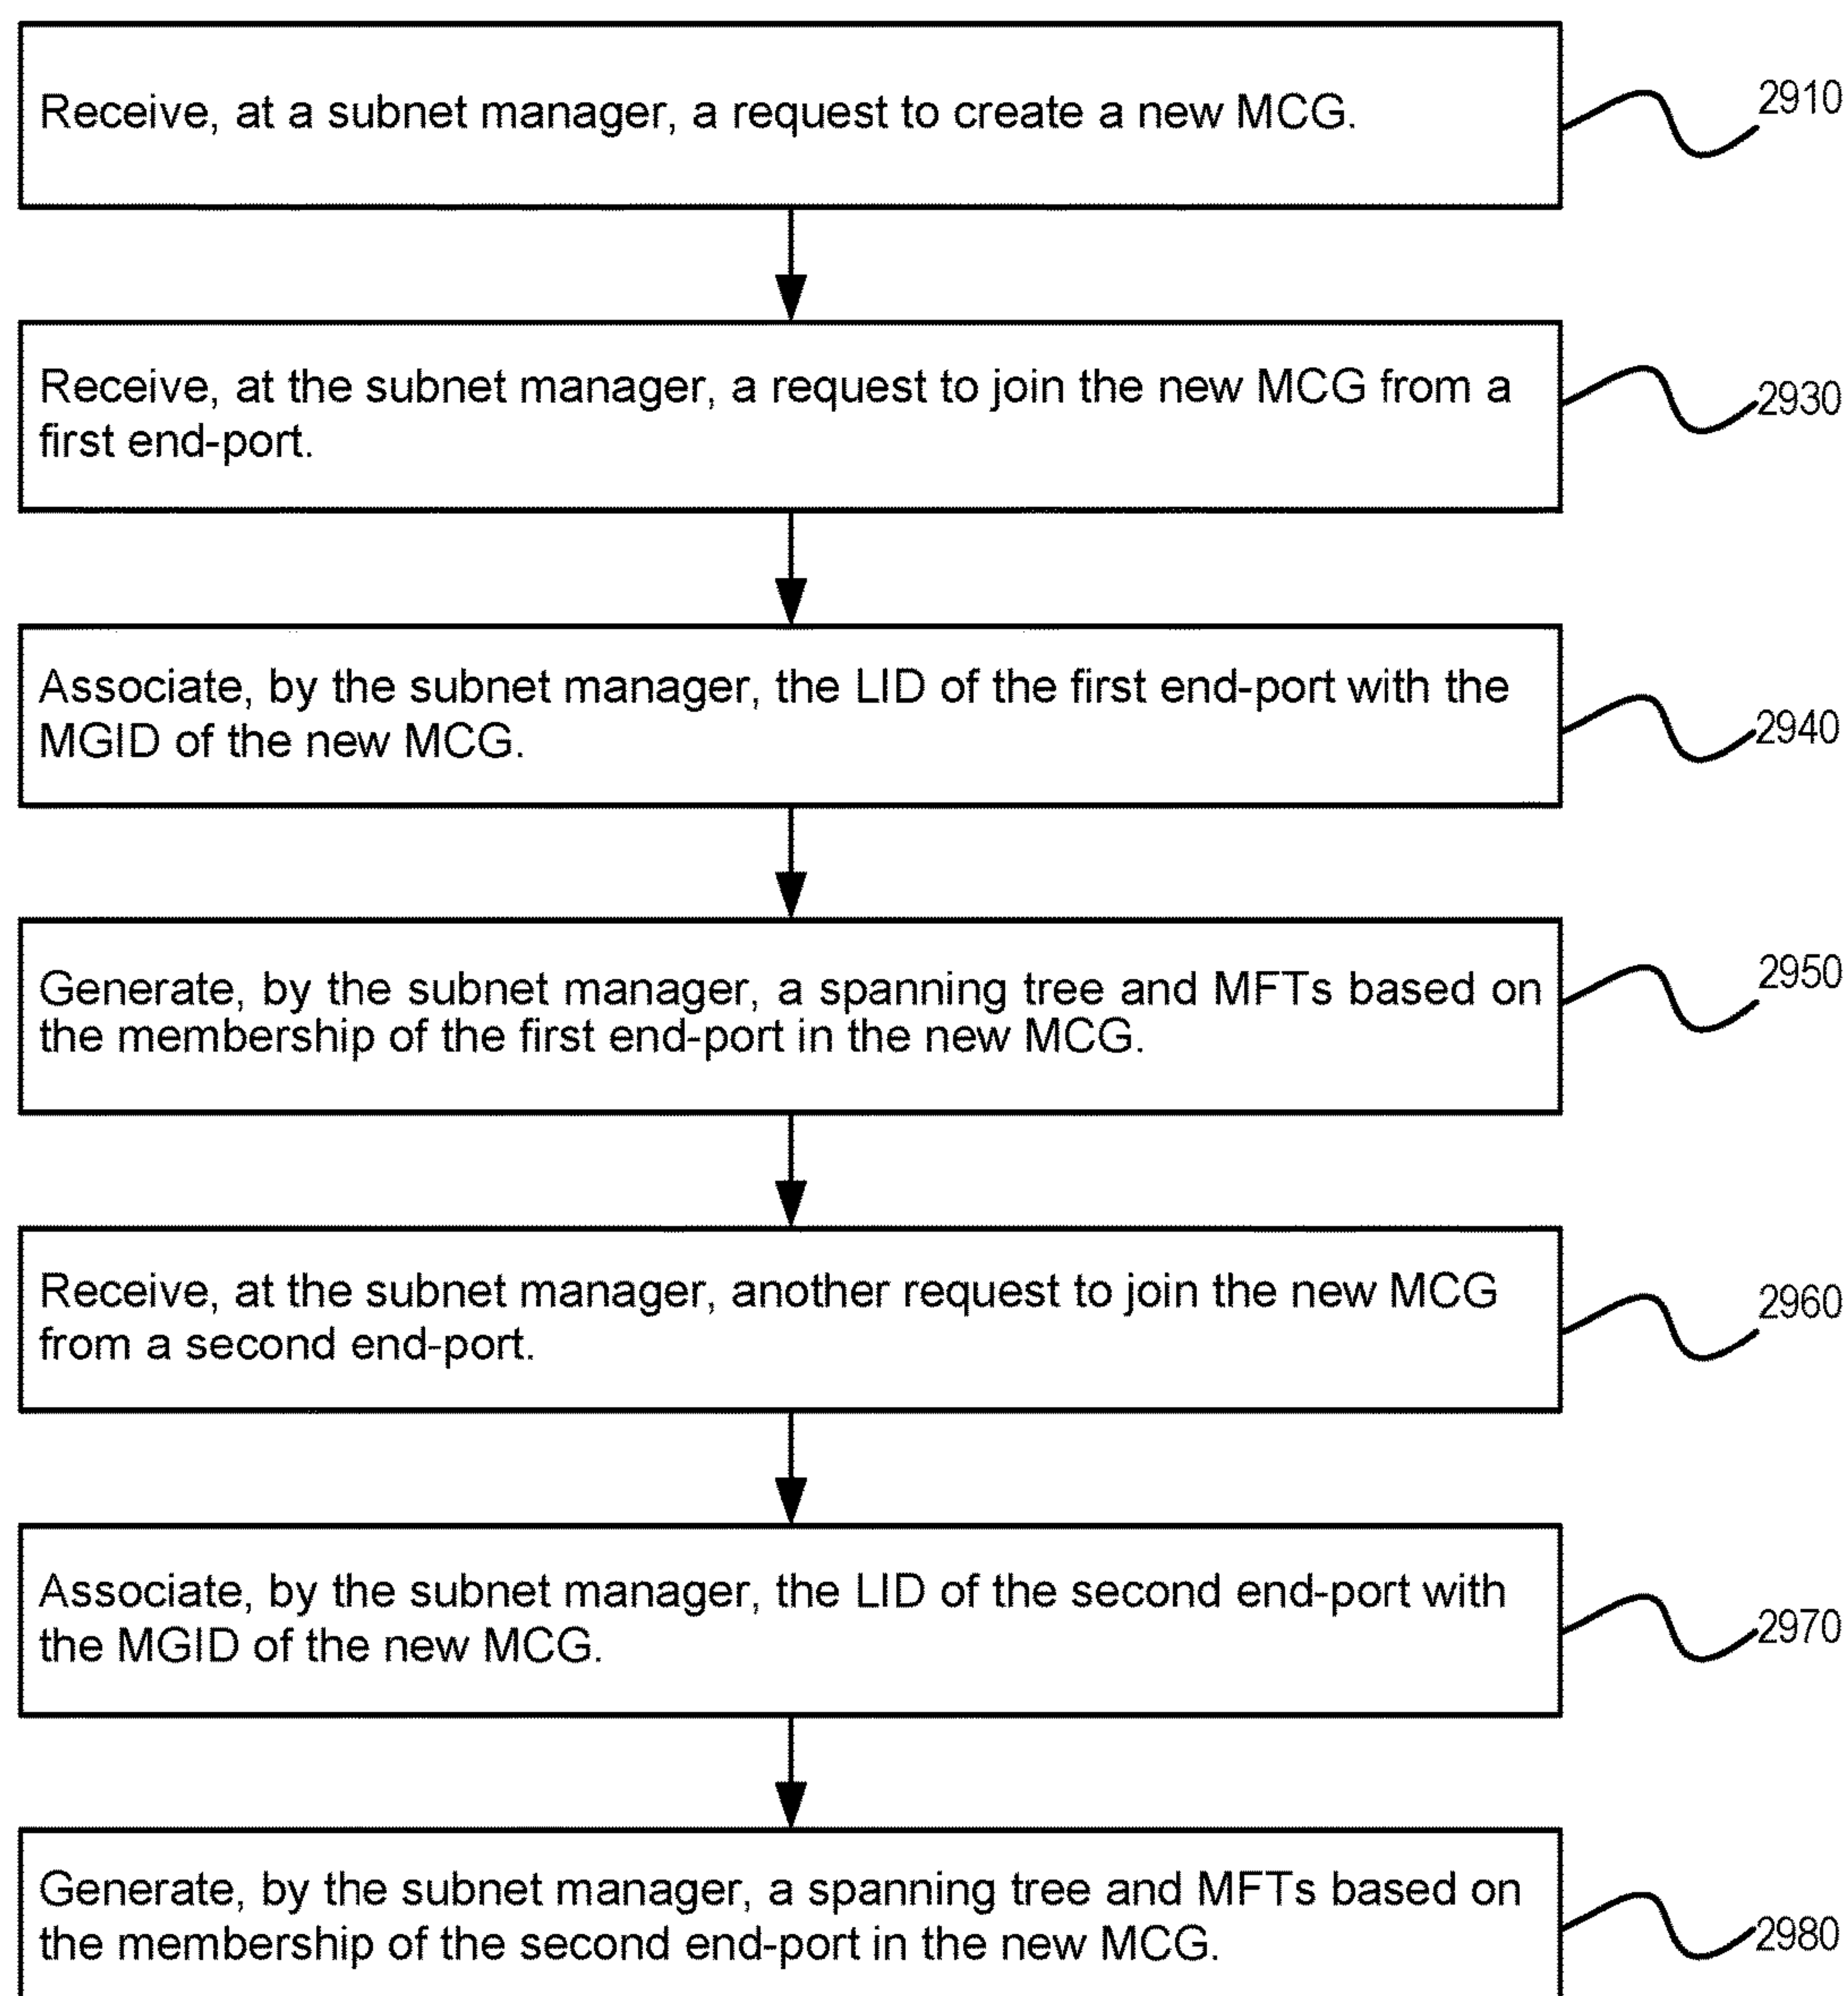 Receive, at a subnet manager, a request to create a new MCG.
2910
Receive, at the subnet manager, a request to join the new MCG from a
first end-port.
2930
Associate, by the subnet manager, the LID of the first end-port with the
MGID of the new MCG.
2940
Generate, by the subnet manager, a spanning tree and MFTs based on
the membership of the first end-port in the new MCG.
2950
Receive, at the subnet manager, another request to join the new MCG
from a second end-port.
2960
Associate, by the subnet manager, the LID of the second end-port with
the MGID of the new MCG.
2970
Generate, by the subnet manager, a spanning tree and MFTs based on
the membership of the second end-port in the new MCG.
2980